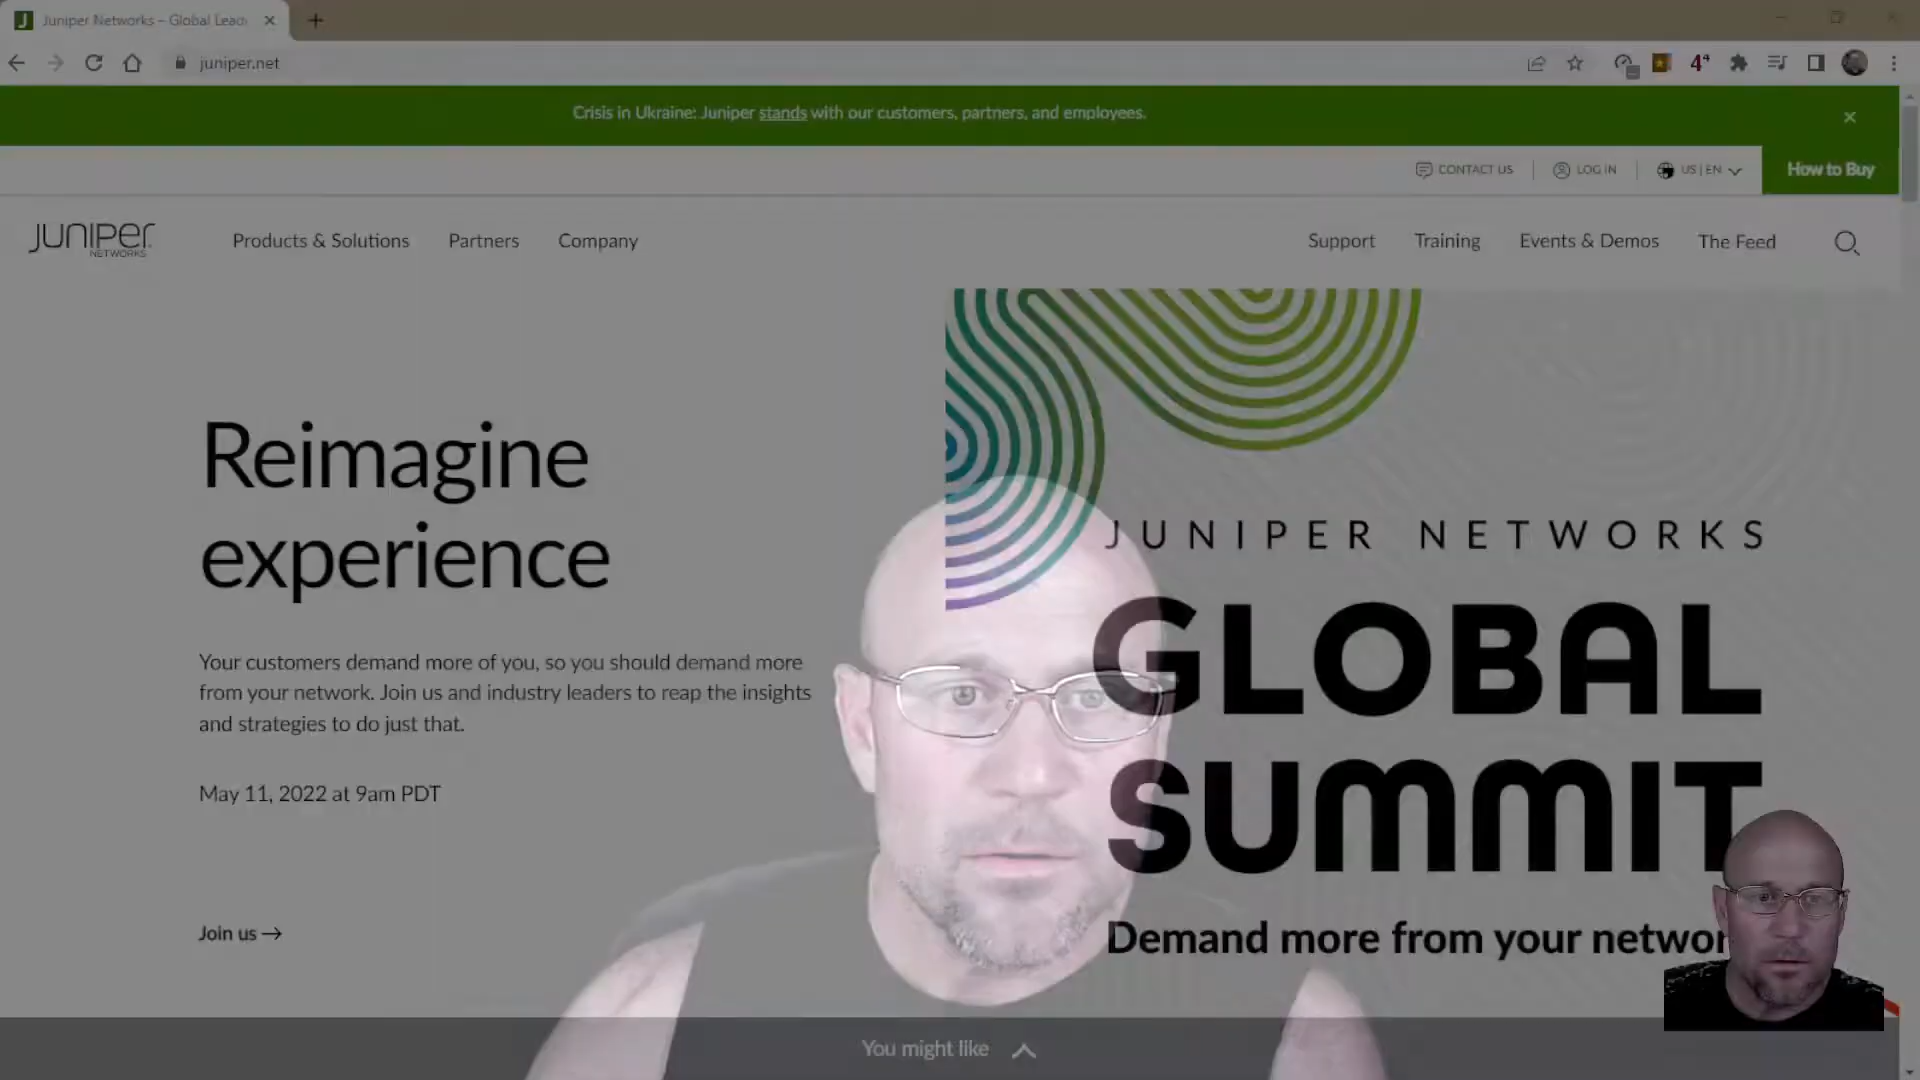 Juniper Networks – Global Leade
juniper.net
Crisis in Ukraine: Juniper stands with our customers, partners, and employees.
CONTACT US
LOG IN
US | EN
How to Buy
JUNIPEr
NETWORKS
Products & Solutions
Partners
Company
Support
Training
Events & Demos
The Feed
Reimagine
experience
Your customers demand more of you, so you should demand more
from your network. Join us and industry leaders to reap the insights
and strategies to do just that.
May 11, 2022 at 9am PDT
Join us →
JUNIPER NETWORKS
GLOBAL
SUMMIT
Demand more from your networ
You might like